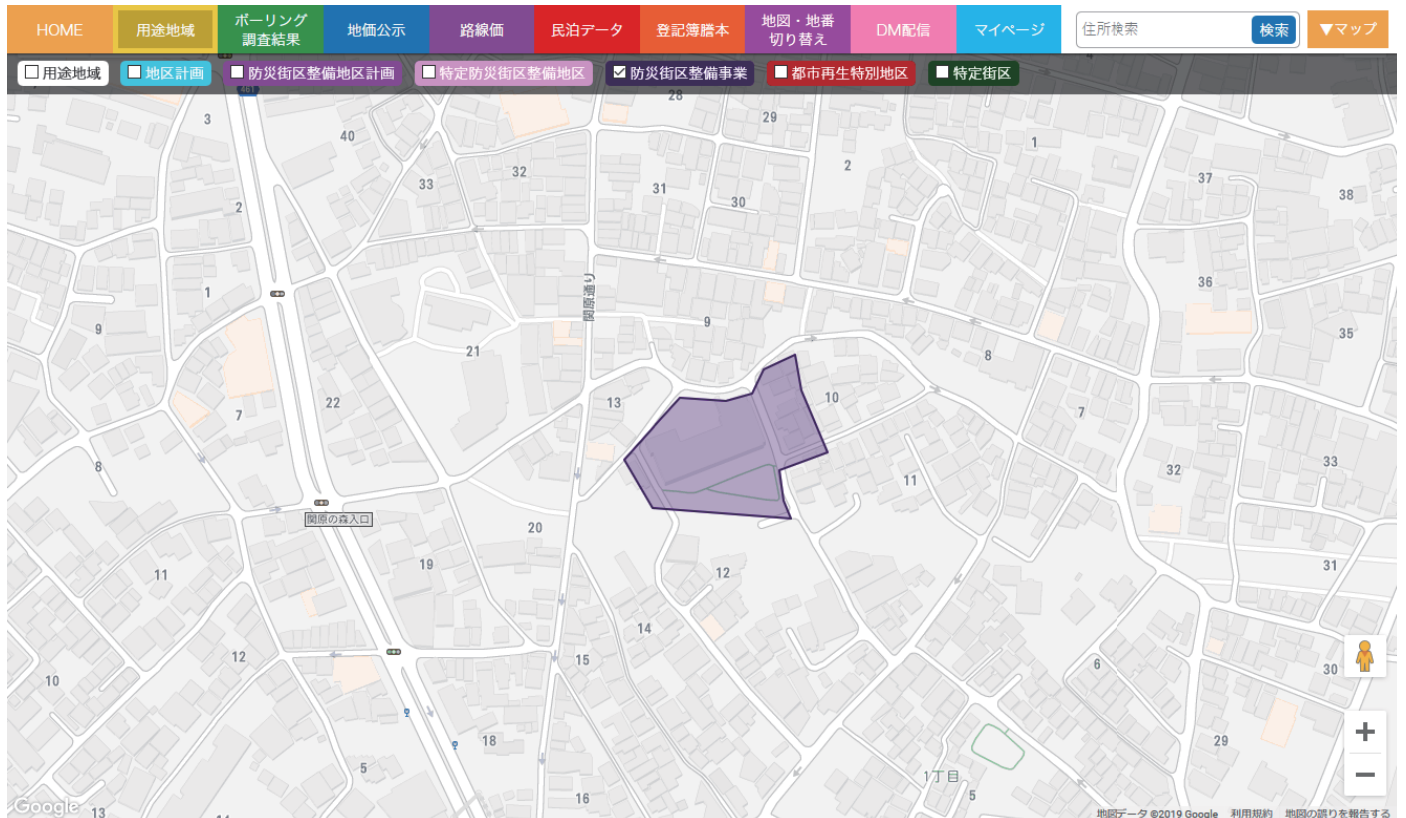 HOME
用途地域
ボーリング
調査結果
地価公示
路線価
民泊データ
登記簿謄本
地図・地番
切り替え
DM配信
マイページ
住所検索
検索
▼マップ
用途地域
地区計画
防災街区整備地区計画
特定防災街区整備地区
防災街区整備事業
都市再生特別地区
特定街区
461
28
29
3
40
1
2
32
33
31
37
38
2
30
関原通り
1
36
9
9
35
21
8
22
13
10
7
7
8
32
33
11
関原の森入口
20
19
11
12
31
14
12
15
6
30
10
18
29
5
1丁目
5
16
Google
13
14
地図データ ©2019 Google
利用規約
地図の誤りを報告する